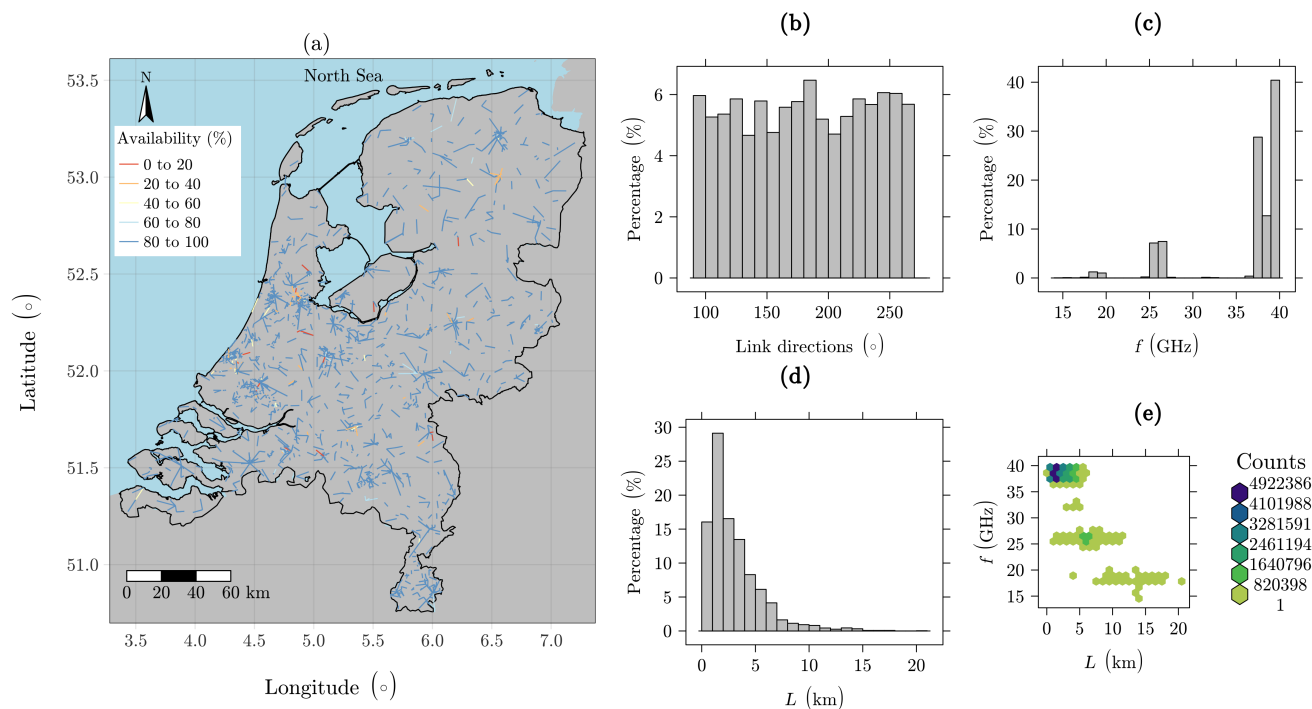 (a)
North Sea
N
Availability (%)
0 to 20
20 to 40
40 to 60
60 to 80
80 to 100
53.5
53.0
52.5
52.0
51.5
51.0
0 20 40 60 km
3.5 4.0 4.5 5.0 5.5 6.0 6.5 7.0
Latitude (○)
Longitude (○)
(b)
Percentage (%)
6
4
2
0
100 150 200 250
Link directions (○)
(c)
Percentage (%)
40
30
20
10
0
15 20 25 30 35 40
f (GHz)
(d)
Percentage (%)
30
25
20
15
10
5
0
0 5 10 15 20
L (km)
(e)
f (GHz)
40
35
30
25
20
15
0 5 10 15 20
L (km)
Counts
4922386
4101988
3281591
2461194
1640796
820398
1